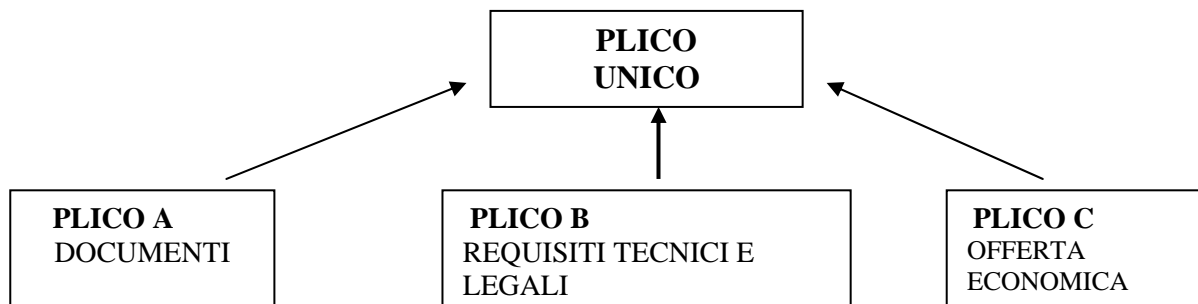 PLICO
UNICO
PLICO A
DOCUMENTI
PLICO B
REQUISITI TECNICI E
LEGALI
PLICO C
OFFERTA
ECONOMICA